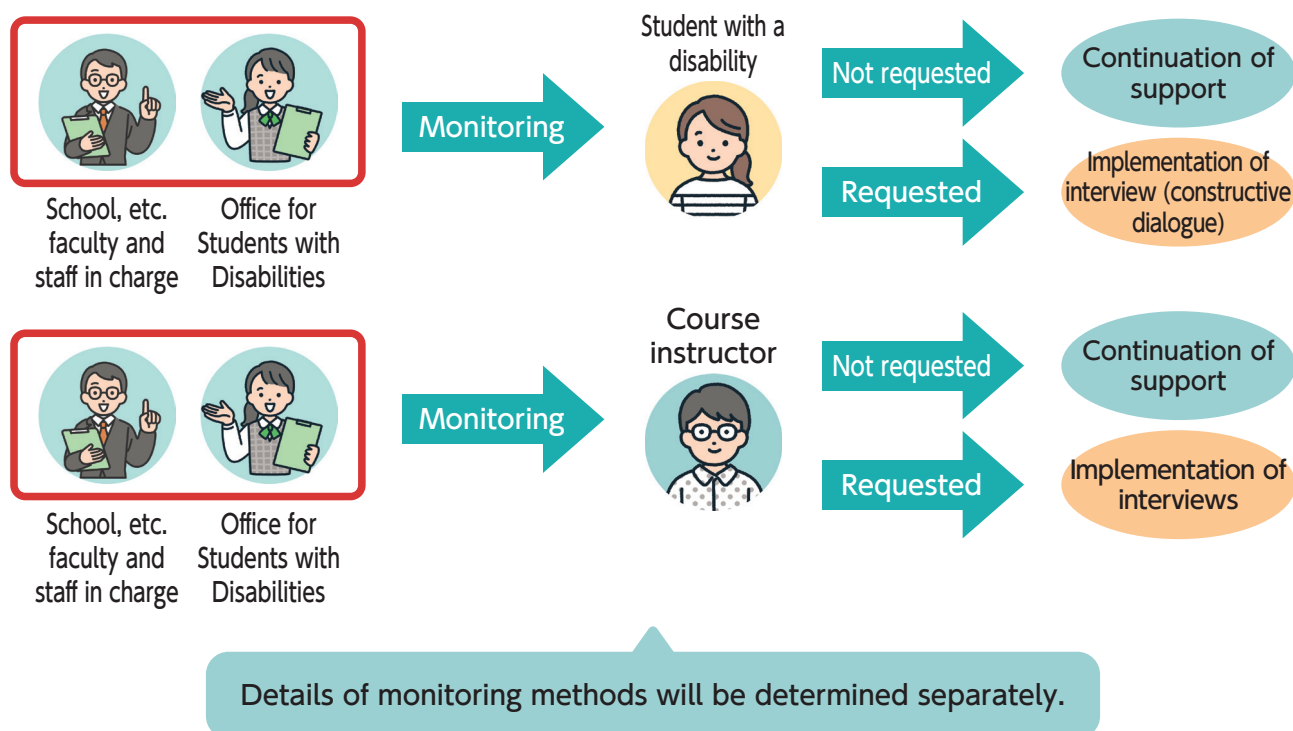 School, etc.
faculty and
staff in charge
Office for
Students with
Disabilities
Monitoring
Student with a
disability
Not requested
Continuation of
support
Requested
Implementation of
interview (constructive
dialogue)
School, etc.
faculty and
staff in charge
Office for
Students with
Disabilities
Monitoring
Course
instructor
Not requested
Continuation of
support
Requested
Implementation of
interviews
Details of monitoring methods will be determined separately.